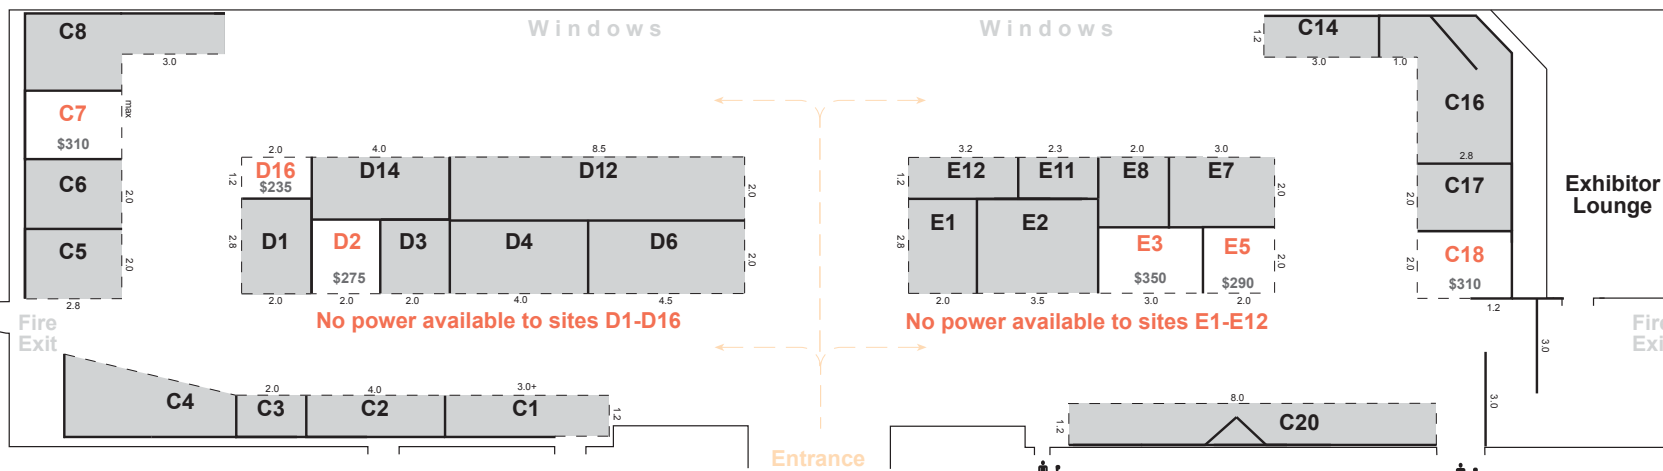 Windows
Windows
C8
3.0
C7
$310
max
C6
2.0
C5
2.0
2.8
Fire
Exit
2.0
D16
$235
1.2
4.0
D14
8.5
D12
2.0
D1
2.8
2.0
D2
$275
2.0
D3
2.0
D4
4.0
D6
4.5
2.0
No power available to sites D1-D16
3.2
E12
1.2
2.3
E11
2.0
E8
3.0
E7
2.0
E1
2.8
2.0
E2
3.5
E3
$350
3.0
E5
$290
2.0
2.0
No power available to sites E1-E12
C14
1.2
3.0
1.0
C16
2.8
C17
2.0
C18
$310
2.0
1.2
Exhibitor
Lounge
3.0
3.0
Fire
Exi
C4
2.0
C3
4.0
C2
3.0+
C1
1.2
Entrance
8.0
C20
1.2